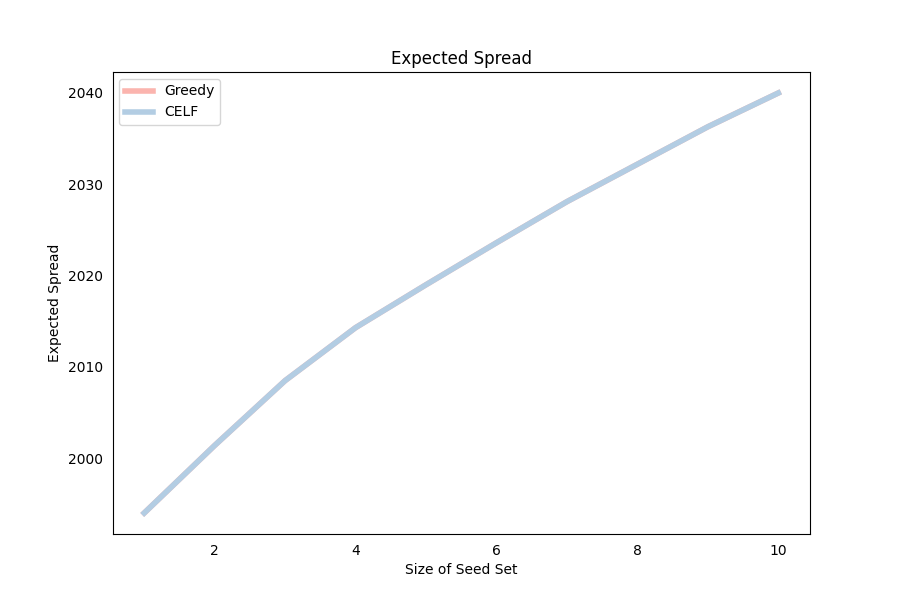 Expected Spread
Greedy
CELF
2040
2030
2020
2010
2000
Expected Spread
2 4 6 8 10
Size of Seed Set